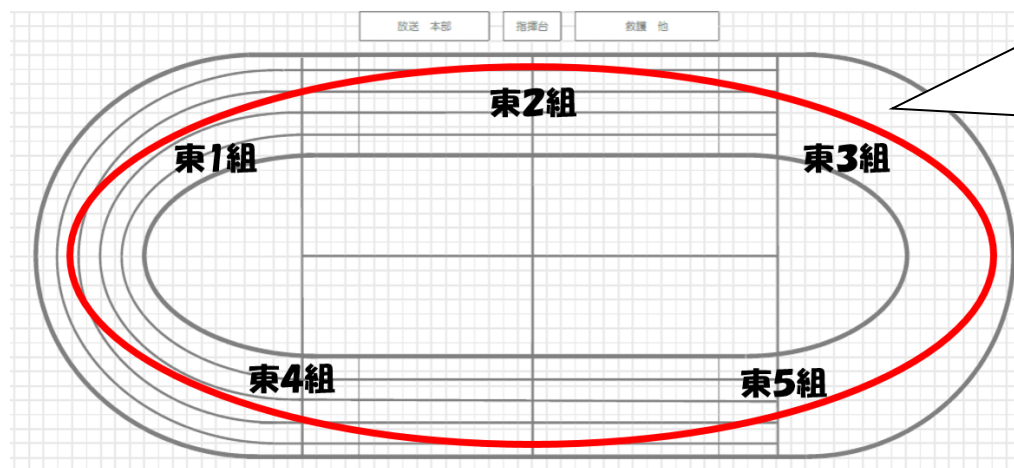 放送 本部
指揮台
救護 他
東2組
東1組
東3組
東4組
東5組